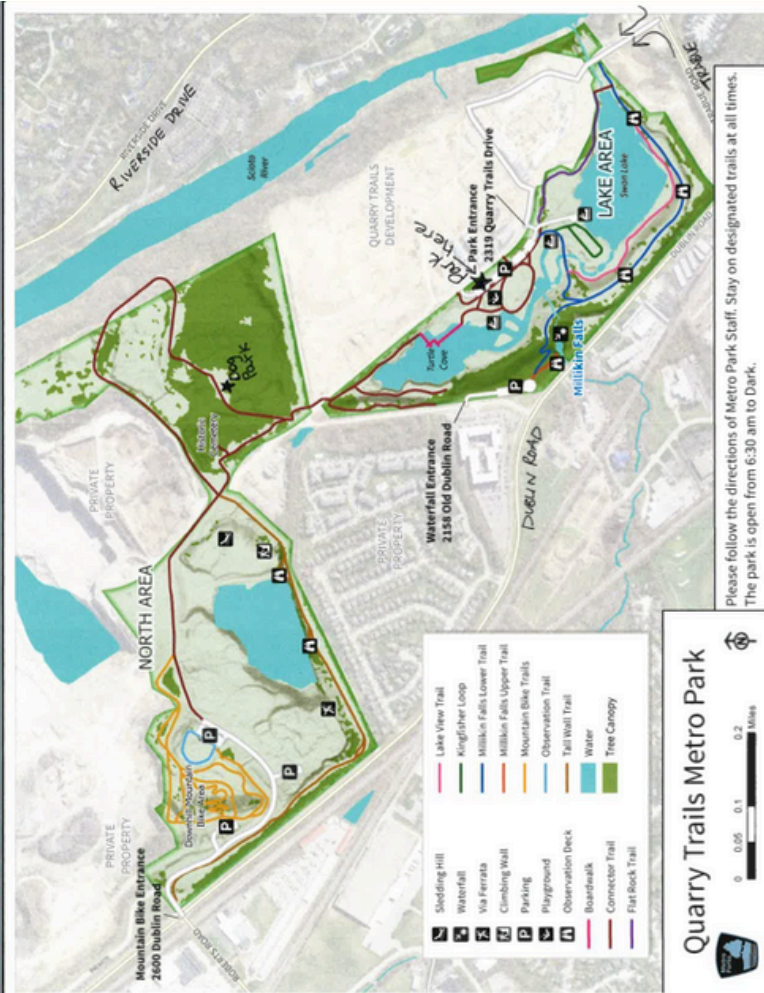 RIVERSIDE DRIVE
RIVERSIDE DRIVE
Scioto
River
TRABUE
TRABUE ROAD
QUARRY TRAILS
DEVELOPMENT
Park Entrance
2319 Quarry Trails Drive
Park here
P
LAKE AREA
Swan Lake
DUBLIN ROAD
Turtle
Cove
Millikin Falls
P
Waterfall Entrance
2158 Old Dublin Road
DUBLIN ROAD
Dog
Park
Historic
Cemetery
PRIVATE
PROPERTY
PRIVATE
PROPERTY
NORTH AREA
Downhill Mountain
Bike Area
P
P
P
PRIVATE
PROPERTY
Mountain Bike Entrance
2600 Dublin Road
ROBERTS ROAD
Sledding Hill
Waterfall
Via Ferrata
Climbing Wall
P Parking
Playground
Observation Deck
Boardwalk
Connector Trail
Flat Rock Trail
Lake View Trail
Kingfisher Loop
Millikin Falls Lower Trail
Millikin Falls Upper Trail
Mountain Bike Trails
Observation Trail
Tall Wall Trail
Water
Tree Canopy
Quarry Trails Metro Park
0 0.05 0.1 0.2 Miles
N
Please follow the directions of Metro Park Staff. Stay on designated trails at all times.
The park is open from 6:30 am to Dark.